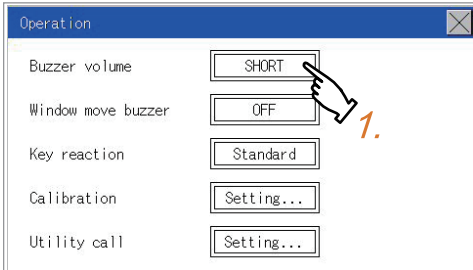 Operation
Buzzer volume SHORT
Window move buzzer OFF
1.
Key reaction Standard
Calibration Setting...
Utility call Setting...